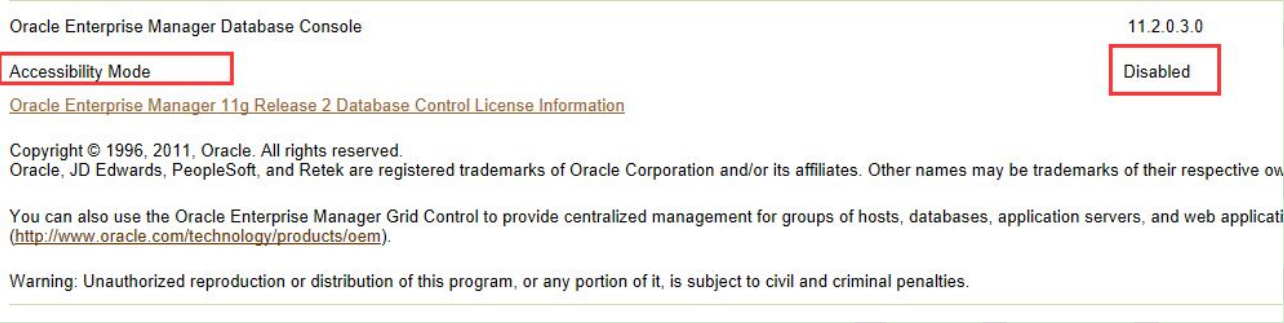 Oracle Enterprise Manager Database Console 11.2.0.3.0
Accessibility Mode Disabled
Oracle Enterprise Manager 11g Release 2 Database Control License Information
Copyright © 1996, 2011, Oracle. All rights reserved.
Oracle, JD Edwards, PeopleSoft, and Retek are registered trademarks of Oracle Corporation and/or its affiliates. Other names may be trademarks of their respective ow
You can also use the Oracle Enterprise Manager Grid Control to provide centralized management for groups of hosts, databases, application servers, and web applicati
(http://www.oracle.com/technology/products/oem).
Warning: Unauthorized reproduction or distribution of this program, or any portion of it, is subject to civil and criminal penalties.